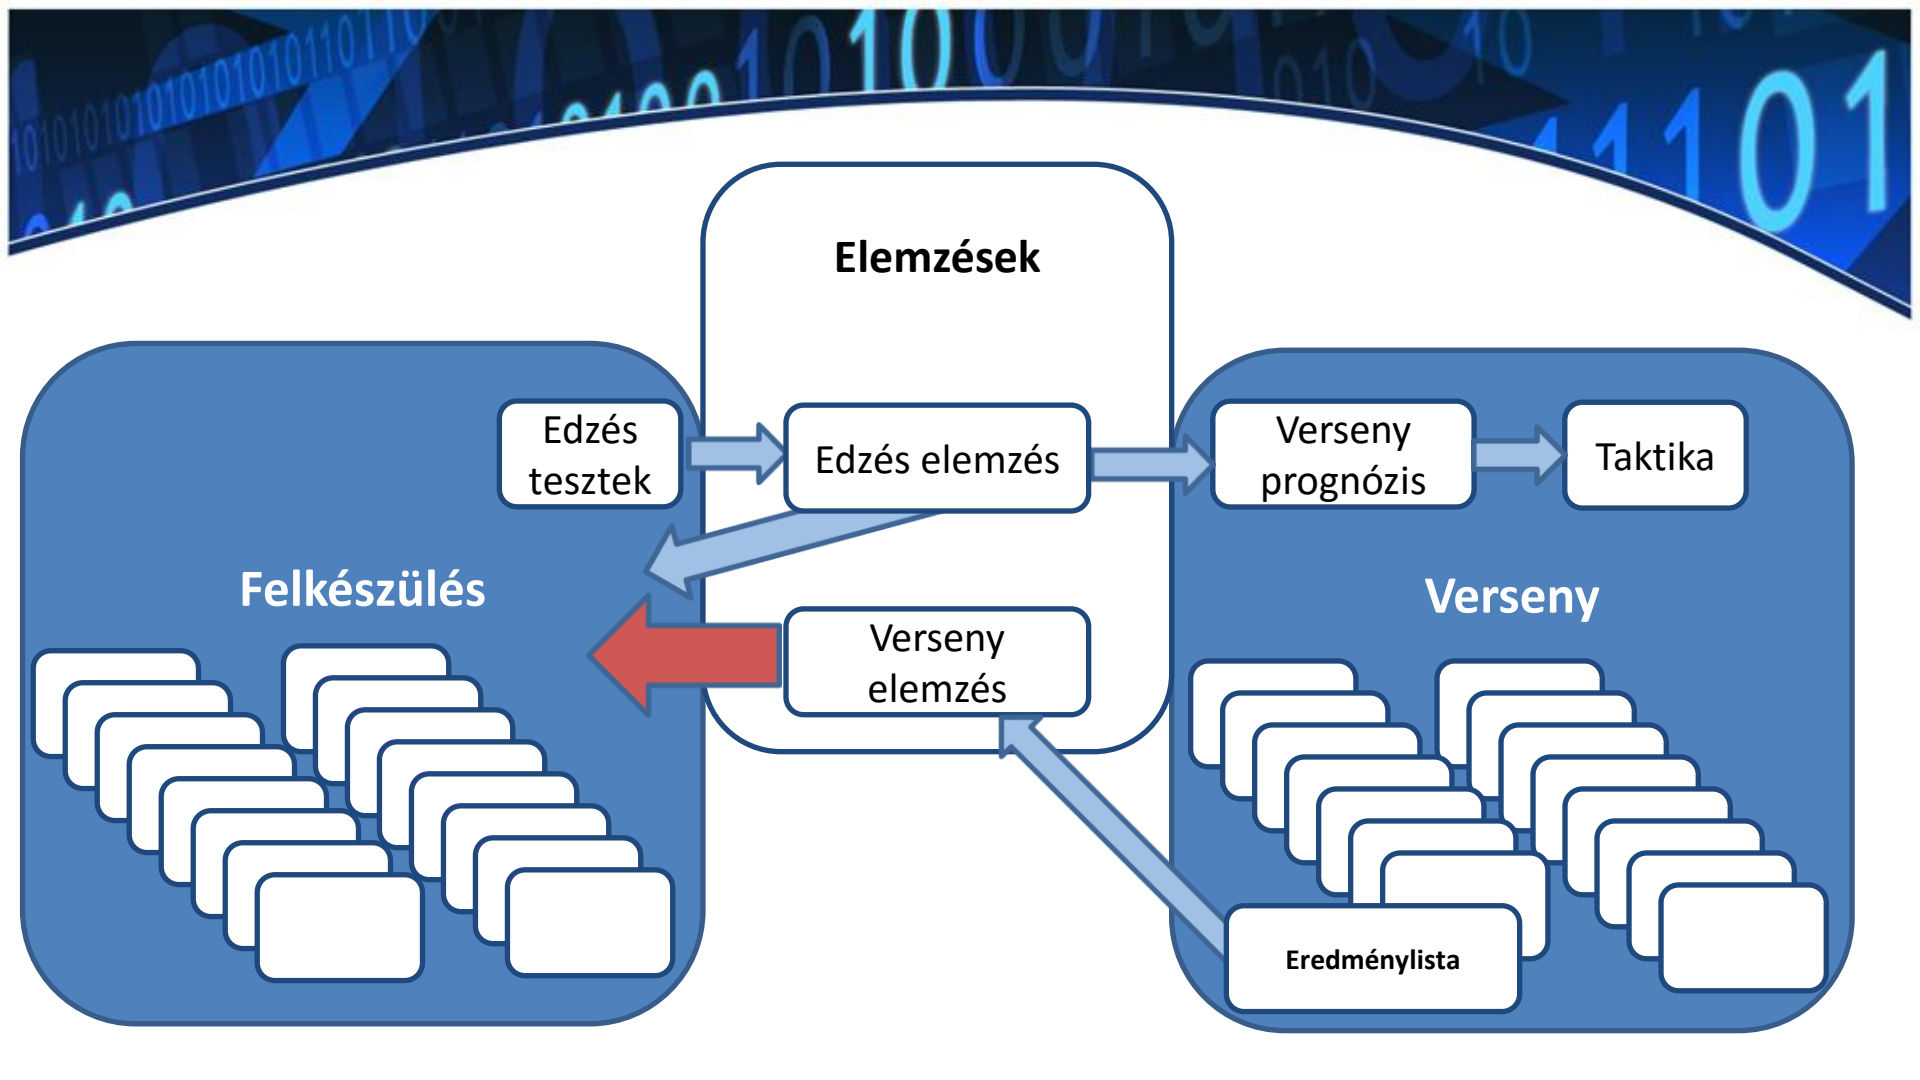 Elemzések
Edzés
tesztek
Edzés elemzés
Verseny
prognózis
Taktika
Felkészülés
Verseny
elemzés
Verseny
Eredménylista